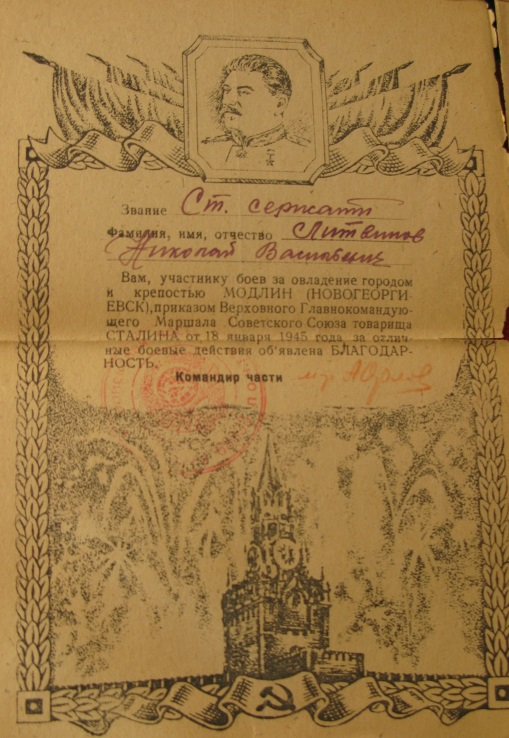 Звание Ст. сержант
Фамилия, имя, отчество Литвинов
Николай Васильевич
Вам, участнику боев за овладение городом
и крепостью МОДЛИН (НОВОГЕОРГИ-
ЕВСК),приказом Верховного Главнокомандую-
щего Маршала Советского Союза товарища
СТАЛИНА от 18 января 1945 года, за отлич-
ные боевые действия об'явлена БЛАГОДАР-
НОСТЬ.
Командир части